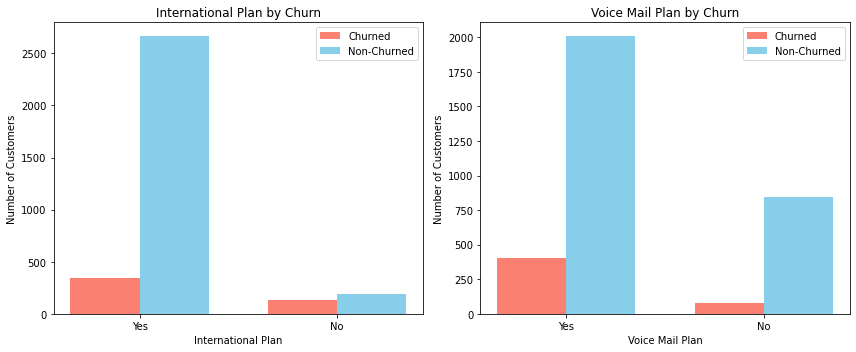 International Plan by Churn
Churned
Non-Churned
2500
2000
1500
1000
500
0
Number of Customers
Yes
No
International Plan
Voice Mail Plan by Churn
Churned
Non-Churned
2000
1750
1500
1250
1000
750
500
250
0
Number of Customers
Yes
No
Voice Mail Plan